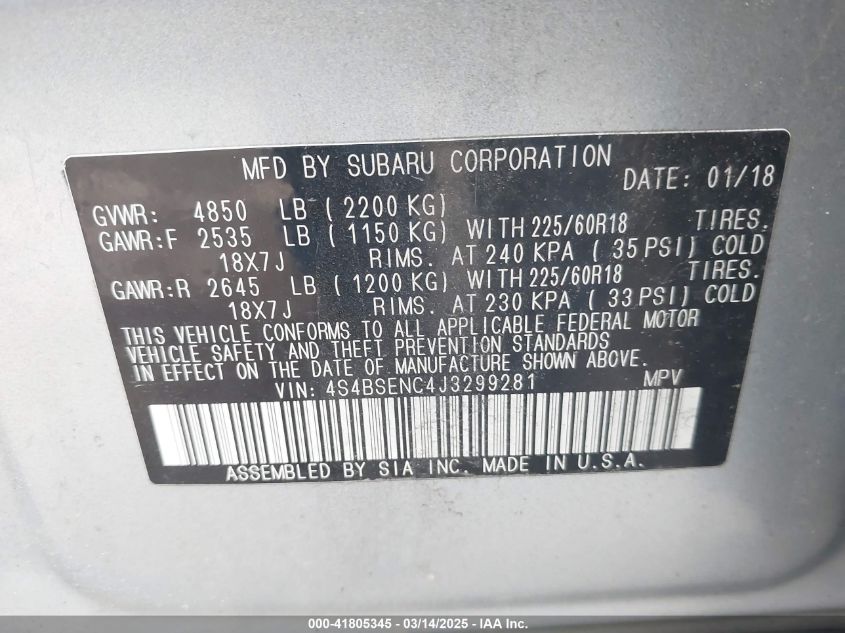 MFD BY SUBARU CORPORATION
DATE: 01/18
GVWR: 4850 LB ( 2200 KG)
GAWR:F 2535 LB ( 1150 KG) WITH 225/60R18 TIRES.
18X7J RIMS. AT 240 KPA ( 35 PSI) COLD
GAWR:R 2645 LB ( 1200 KG) WITH 225/60R18 TIRES.
18X7J RIMS. AT 230 KPA ( 33 PSI) COLD
THIS VEHICLE CONFORMS TO ALL APPLICABLE FEDERAL MOTOR
VEHICLE SAFETY AND THEFT PREVENTION STANDARDS
IN EFFECT ON THE DATE OF MANUFACTURE SHOWN ABOVE.
VIN: 4S4BSENC4J3299281 MPV
ASSEMBLED BY SIA INC. MADE IN U.S.A.
000-41805345 - 03/14/2025 - IAA Inc.